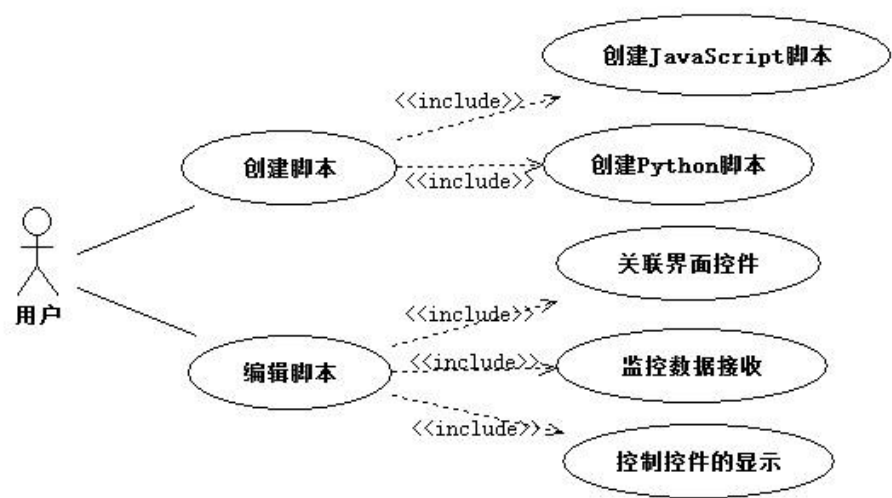 创建JavaScript脚本
<<include>>
创建脚本
创建Python脚本
<<include>>
用户
关联界面控件
<<include>>
编辑脚本
<<include>>
监控数据接收
<<include>>
控制控件的显示